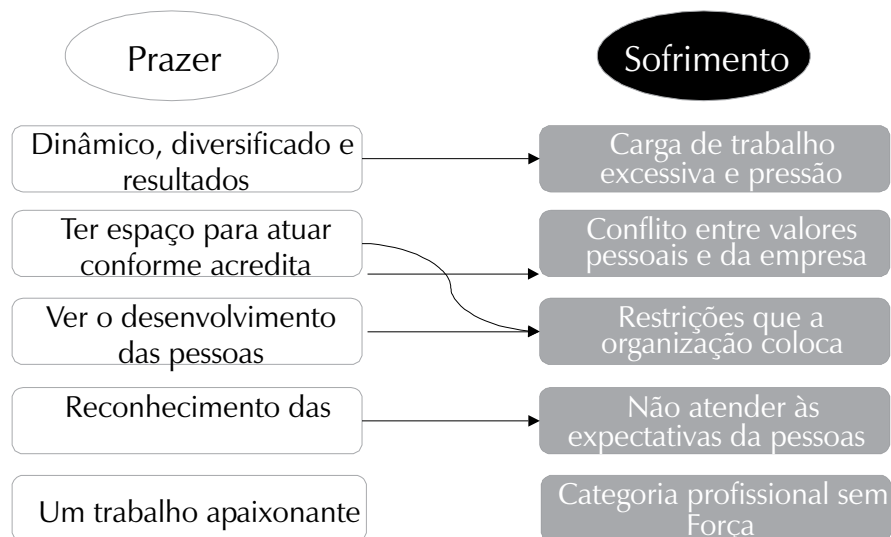 Prazer
Sofrimento
Dinâmico, diversificado e
resultados
Carga de trabalho
excessiva e pressão
Ter espaço para atuar
conforme acredita
Conflito entre valores
pessoais e da empresa
Ver o desenvolvimento
das pessoas
Restrições que a
organização coloca
Reconhecimento das
Não atender às
expectativas da pessoas
Um trabalho apaixonante
Categoria profissional sem
Força